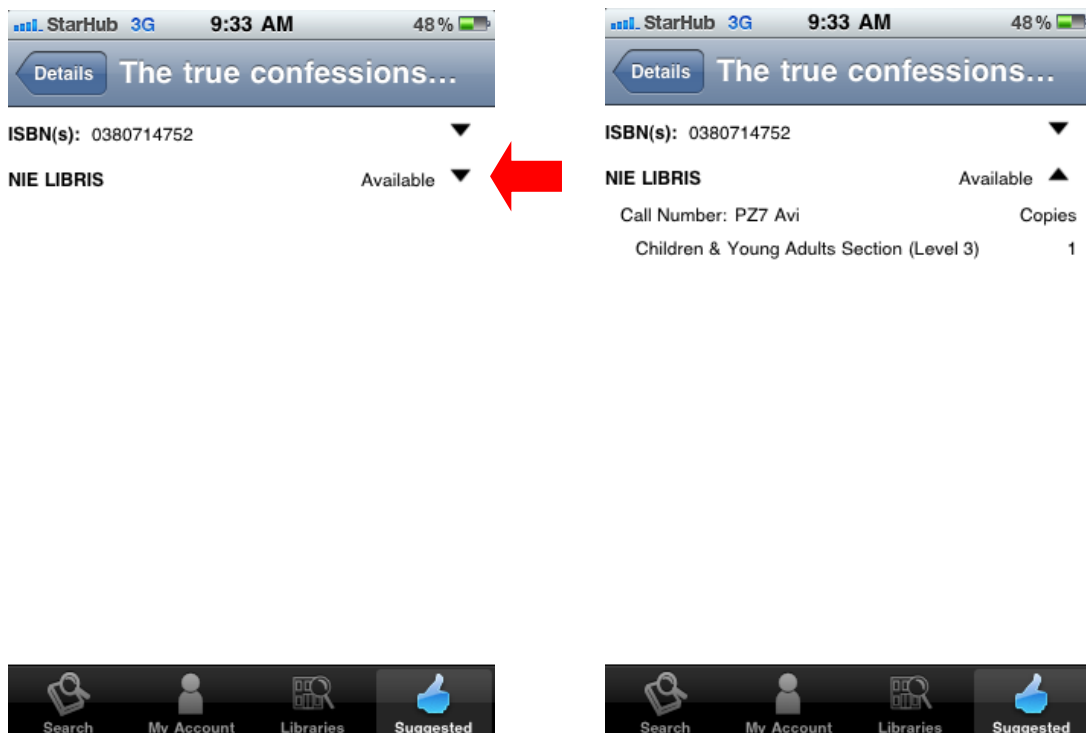 StarHub 3G 9:33 AM 48%
Details The true confessions...
ISBN(s): 0380714752
NIE LIBRIS Available
Search My Account Libraries Suggested
StarHub 3G 9:33 AM 48%
Details The true confessions...
ISBN(s): 0380714752
NIE LIBRIS Available
Call Number: PZ7 Avi Copies
Children & Young Adults Section (Level 3) 1
Search My Account Libraries Suggested